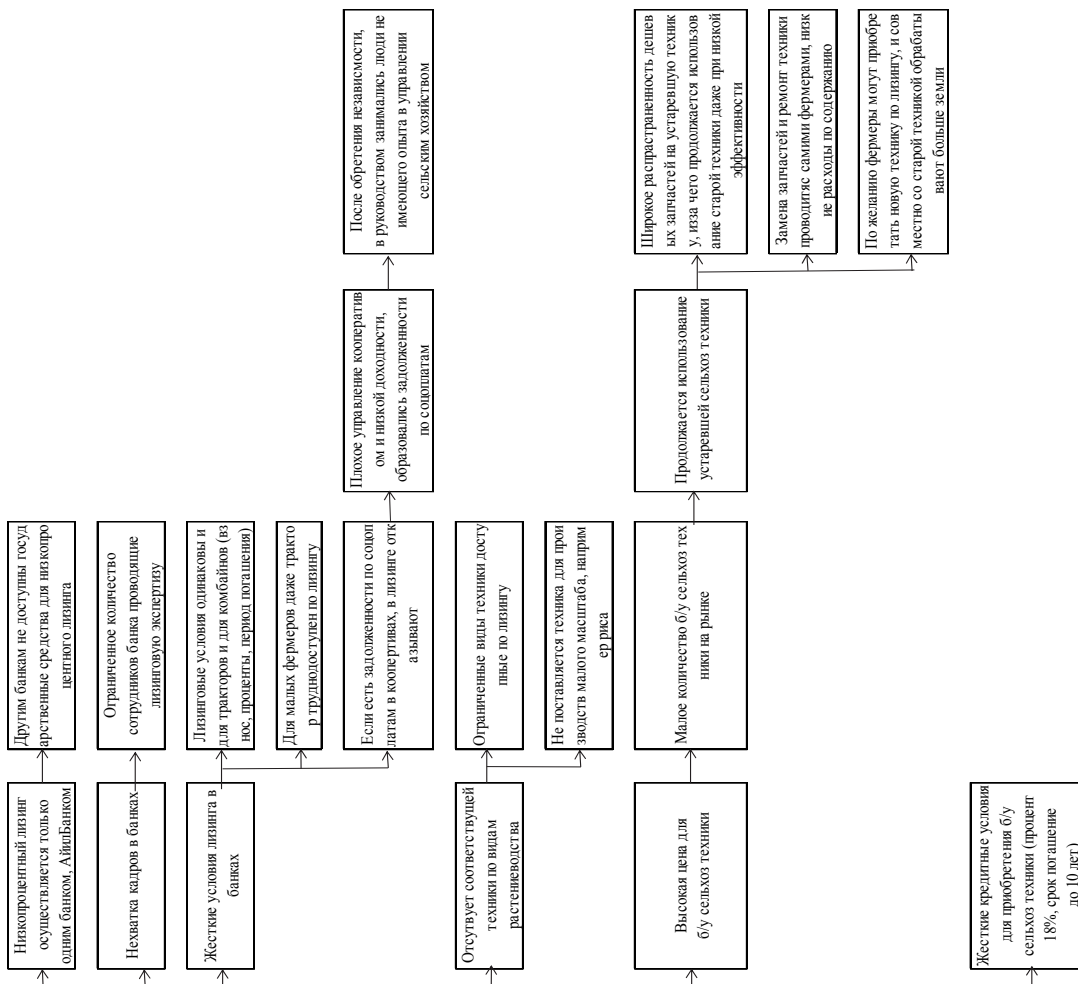 Низкопроцентный лизинг
осуществляется только
одним банком, АйилБанком
Другим банкам не доступны госуд
арственные средства для низкопро
центного лизинга
Нехватка кадров в банках
Ограниченное количество
сотрудников банка проводящие
лизинговую экспертизу
Жесткие условия лизинга в
банках
Лизинговые условия одинаковы и
для тракторов и для комбайнов (вз
нос, проценты, период погашения)
Для малых фермеров даже тракто
р труднодоступен по лизингу
Если есть задолженности по соцоп
латам в коопертивах, в лизинге отк
азывают
Плохое управление кооператив
ом и низкой доходности,
образовались задолженности
по соцоплатам
После обретения независмости,
в руководством занимались люди не
имеющего опыта в управлении
сельским хозяйством
Отсутвует соответствущей
техники по видам
растениеводства
Ограниченные виды техники досту
пные по лизингу
Не поставляется техника для прои
зводств малого масштаба, наприм
ер риса
Высокая цена для
б/у сельхоз техники
Малое количество б/у сельхоз тех
ники на рынке
Продолжается использование
устаревшей сельхоз техники
Широкое распрастраненность дешев
ых запчастей на устаревшую техник
у, изза чего продолжается использов
ание старой техники даже при низкой
эффективности
Замена запчастей и ремонт техники
проводитяс самими фермерами, низк
ие расходы по содержанию
По желанию фермеры могут приобре
тать новую технику по лизингу, и сов
местно со старой техникой обрабаты
вают больше земли
Жесткие кредитные условия
для приобретения б/у
сельхоз техники (процент
18%, срок погашение
до 10 лет)